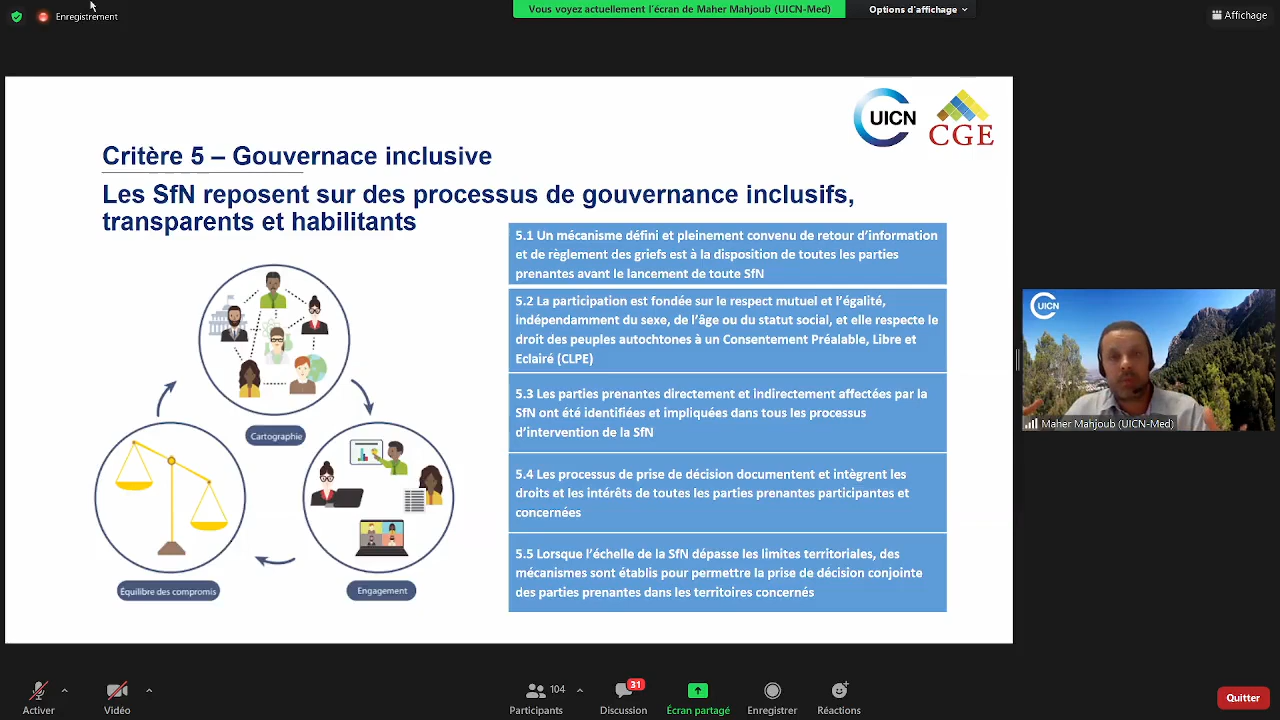 Enregistrement
Vous voyez actuellement l'écran de Maher Mahjoub (UICN-Med)
Options d'affichage
Affichage
UICN
CGE
Critère 5 – Gouvernace inclusive
Les SfN reposent sur des processus de gouvernance inclusifs,
transparents et habilitants
5.1 Un mécanisme défini et pleinement convenu de retour d'information
et de règlement des griefs est à la disposition de toutes les parties
prenantes avant le lancement de toute SfN
5.2 La participation est fondée sur le respect mutuel et l'égalité,
indépendamment du sexe, de l'âge ou du statut social, et elle respecte le
droit des peuples autochtones à un Consentement Préalable, Libre et
Eclairé (CLPE)
5.3 Les parties prenantes directement et indirectement affectées par la
SfN ont été identifiées et impliquées dans tous les processus
d'intervention de la SfN
5.4 Les processus de prise de décision documentent et intègrent les
droits et les intérêts de toutes les parties prenantes participantes et
concernées
5.5 Lorsque l'échelle de la SfN dépasse les limites territoriales, des
mécanismes sont établis pour permettre la prise de décision conjointe
des parties prenantes dans les territoires concernés
Cartographie
Équilibre des compromis
Engagement
UICN
Maher Mahjoub (UICN-Med)
Activer
Vidéo
104
Participants
31
Discussion
Écran partagé
Enregistrer
Réactions
Quitter